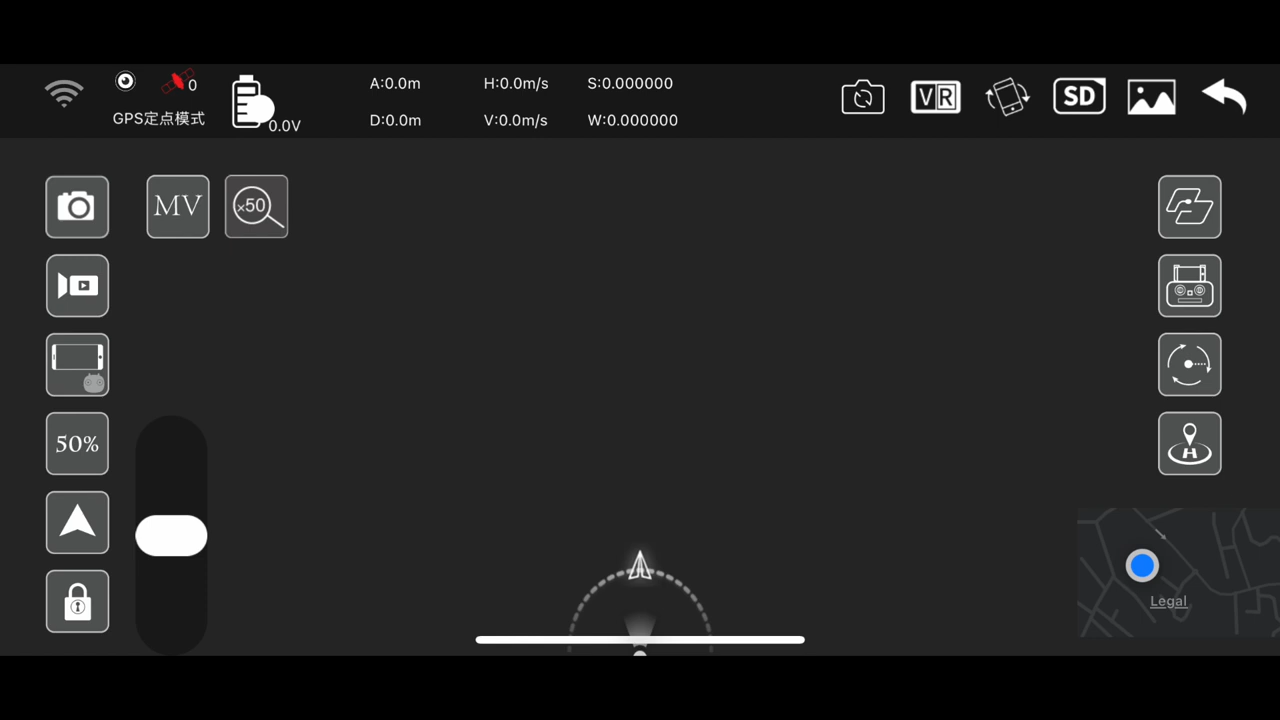 0
GPS定点模式
0.0V
A:0.0m
H:0.0m/s
S:0.000000
D:0.0m
V:0.0m/s
W:0.000000
VR
SD
MV
×50
50%
H
Legal